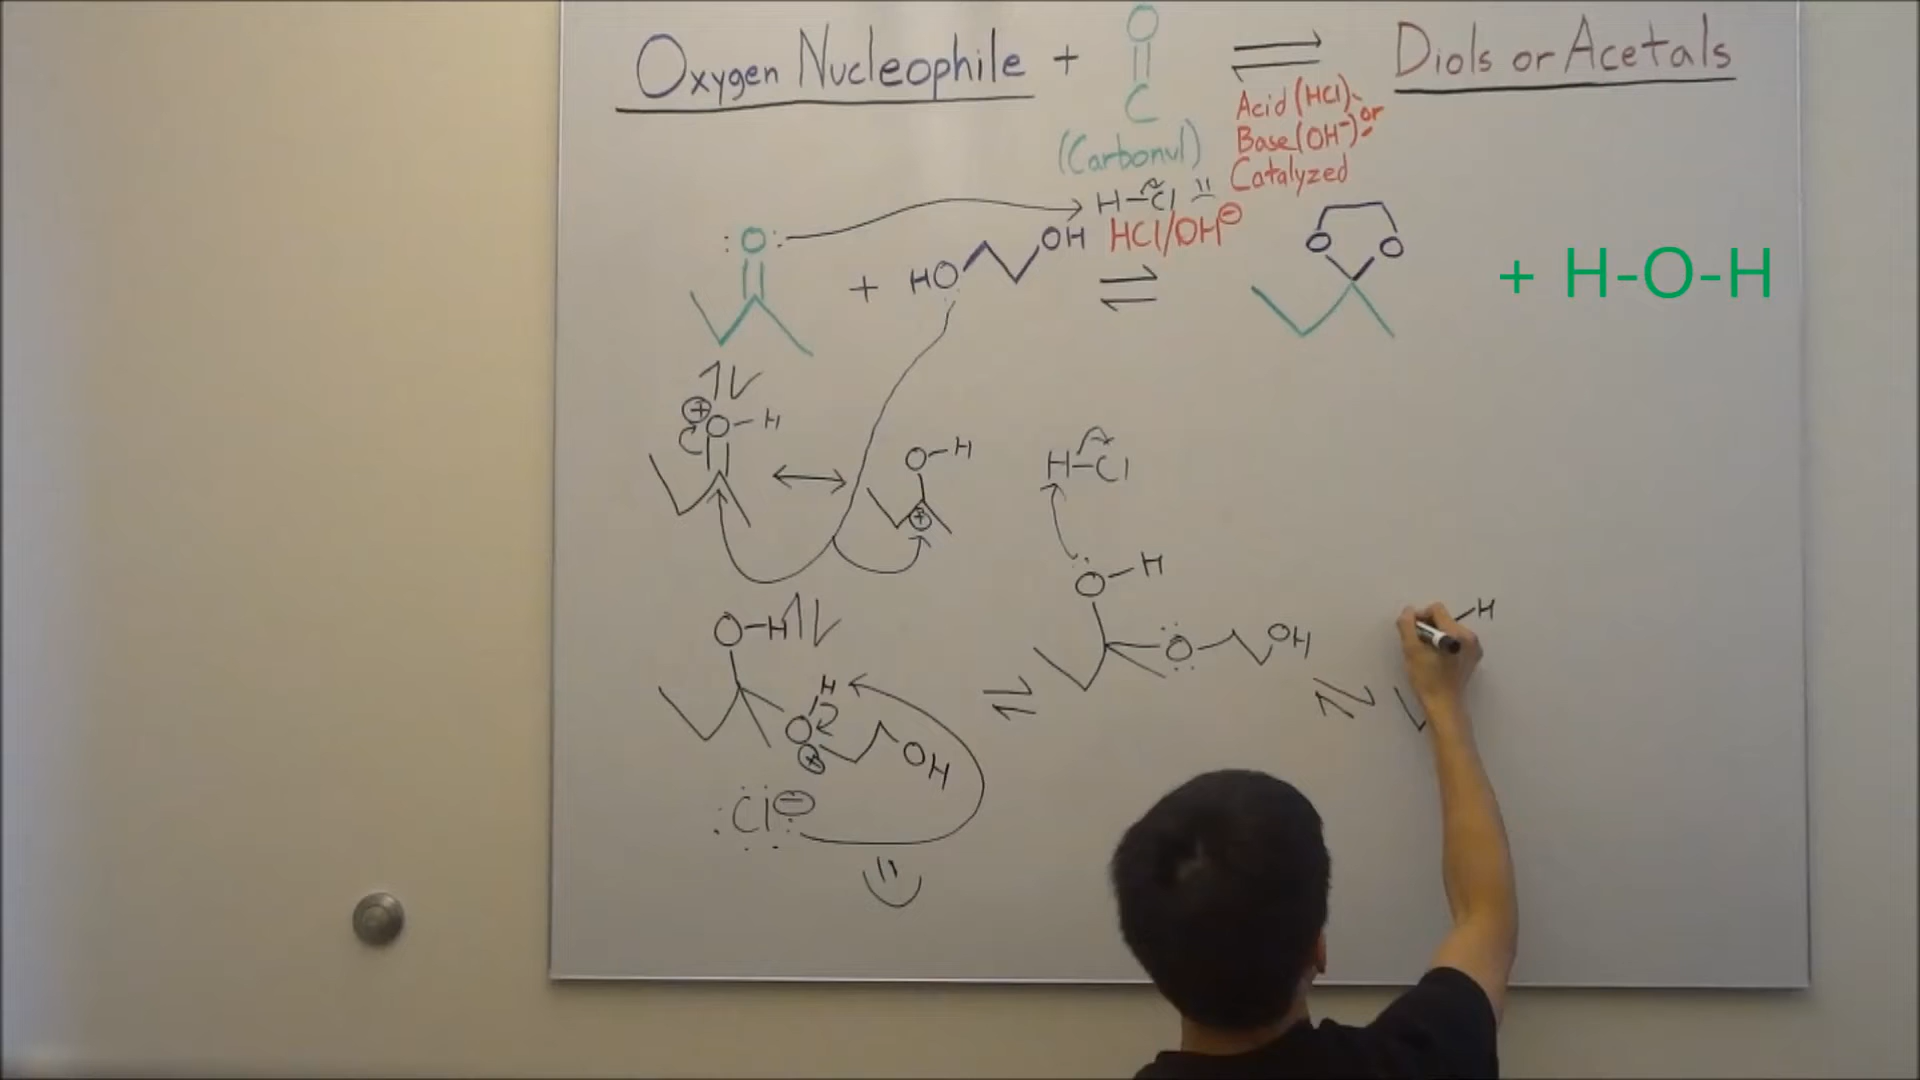 Oxygen Nucleophile + O Diols or Acetals
C
(Carbonyl)
Acid (HCl) or
Base (OH⁻)
Catalyzed
H-Cl
HCl/OH⊖
:O: + HO OH O O + H-O-H
⊕
O-H
O-H
⊕
H-Cl
O-H
O-H
O OH
H
H
O
⊕
OH
:Cl⊖